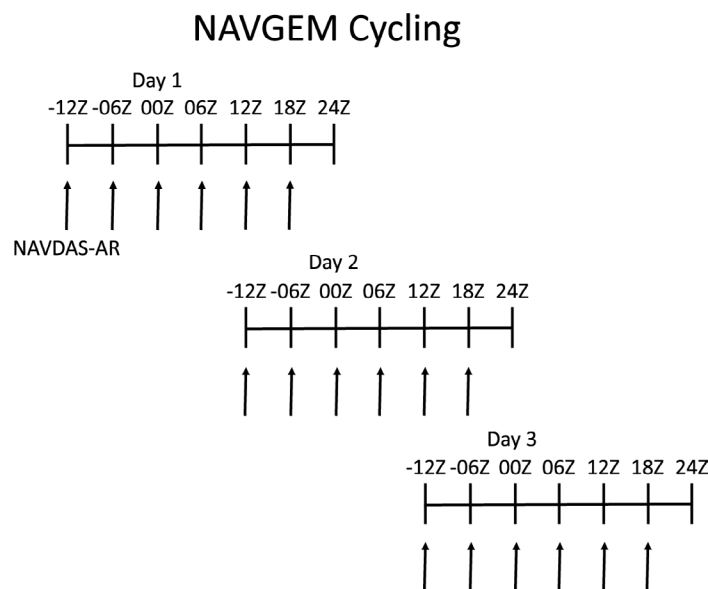 NAVGEM Cycling
Day 1
-12Z -06Z 00Z 06Z 12Z 18Z 24Z
NAVDAS-AR
Day 2
-12Z -06Z 00Z 06Z 12Z 18Z 24Z
Day 3
-12Z -06Z 00Z 06Z 12Z 18Z 24Z